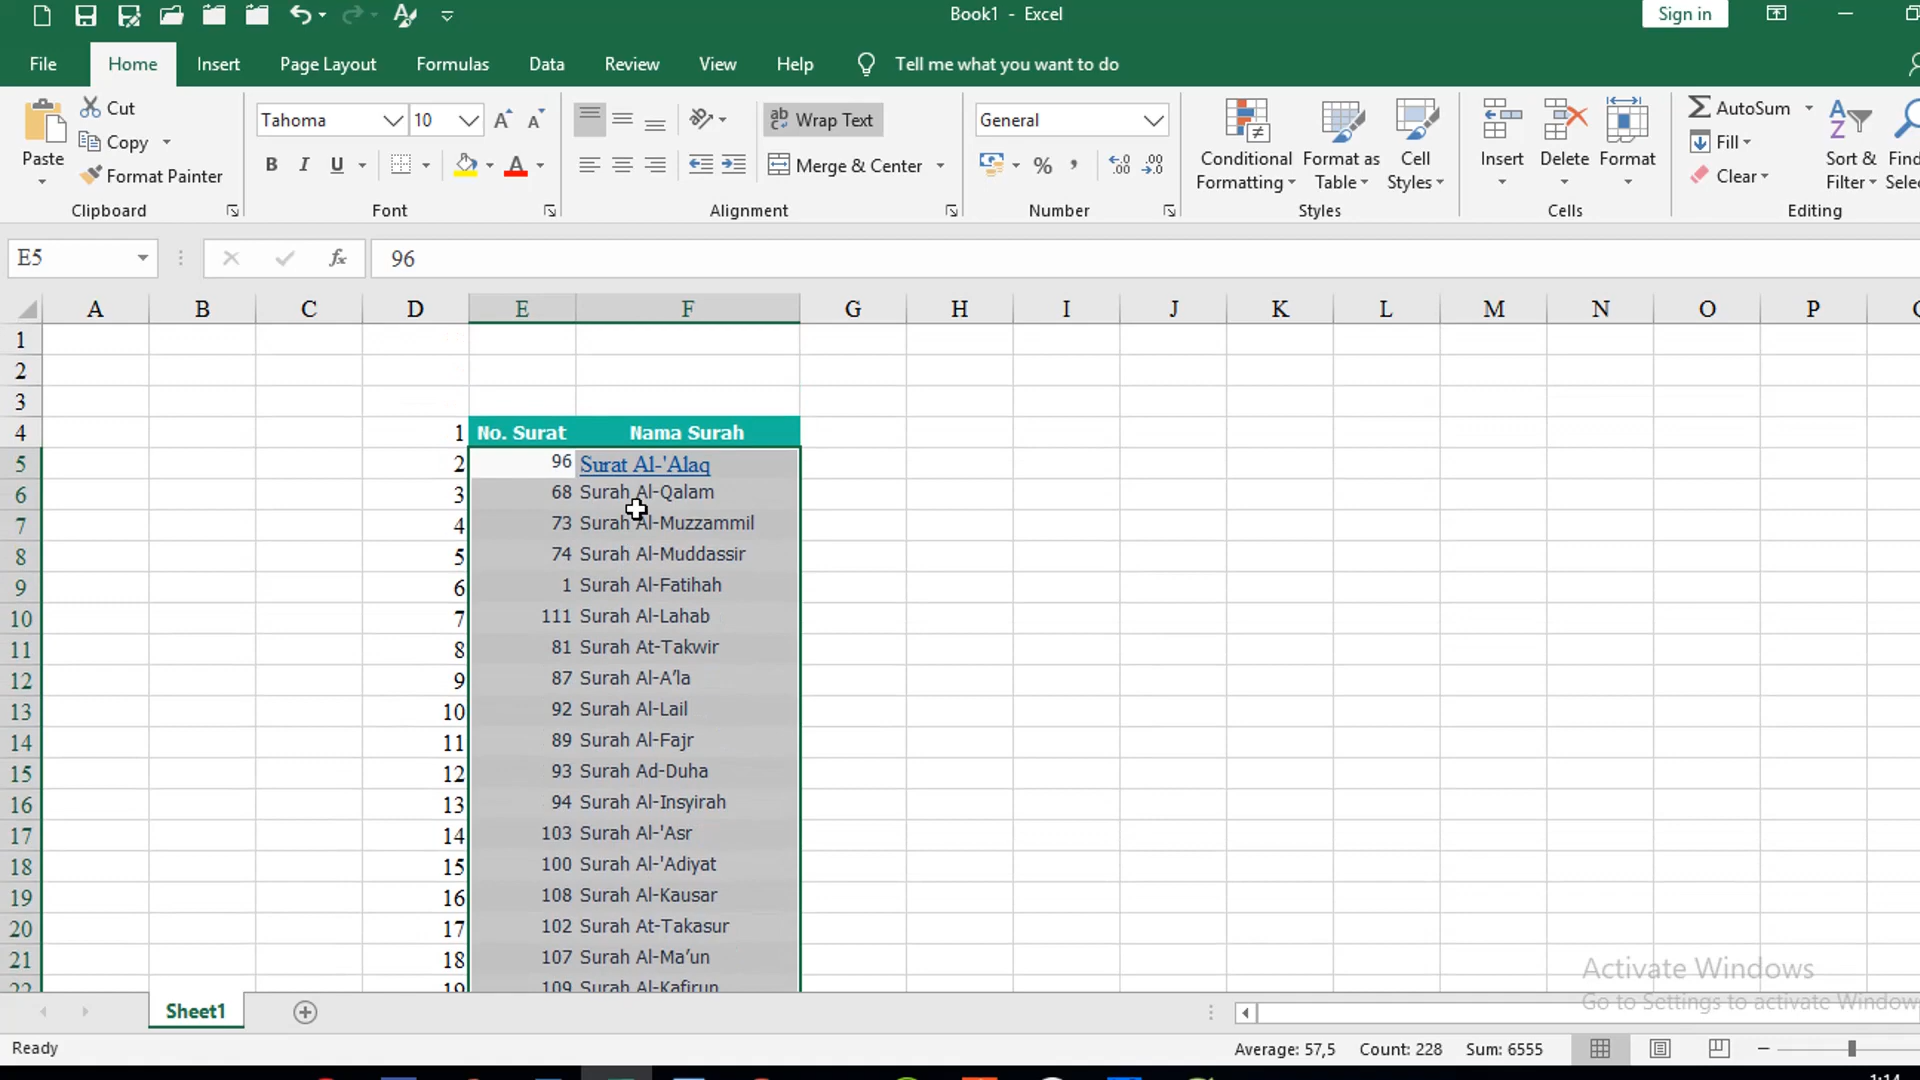 Book1 - Excel
Sign in
File Home Insert Page Layout Formulas Data Review View Help Tell me what you want to do
Paste
Cut
Copy
Format Painter
Clipboard
Tahoma 10
B I U
Font
Wrap Text
Merge & Center
Alignment
General
Number
Conditional Formatting
Format as Table
Cell Styles
Styles
Insert Delete Format
Cells
AutoSum
Fill
Clear
Sort & Filter
Editing
E5 fx 96
A B C D E F G H I J K L M N O P
1
2
3
4 1 No. Surat Nama Surah
5 2 96 Surat Al-'Alaq
6 3 68 Surah Al-Qalam
7 4 73 Surah Al-Muzzammil
8 5 74 Surah Al-Muddassir
9 6 1 Surah Al-Fatihah
10 7 111 Surah Al-Lahab
11 8 81 Surah At-Takwir
12 9 87 Surah Al-A’la
13 10 92 Surah Al-Lail
14 11 89 Surah Al-Fajr
15 12 93 Surah Ad-Duha
16 13 94 Surah Al-Insyirah
17 14 103 Surah Al-'Asr
18 15 100 Surah Al-'Adiyat
19 16 108 Surah Al-Kausar
20 17 102 Surah At-Takasur
21 18 107 Surah Al-Ma’un
22 19 109 Surah Al-Kafirun
Activate Windows
Go to Settings to activate Windows
Sheet1
Ready
Average: 57,5 Count: 228 Sum: 6555